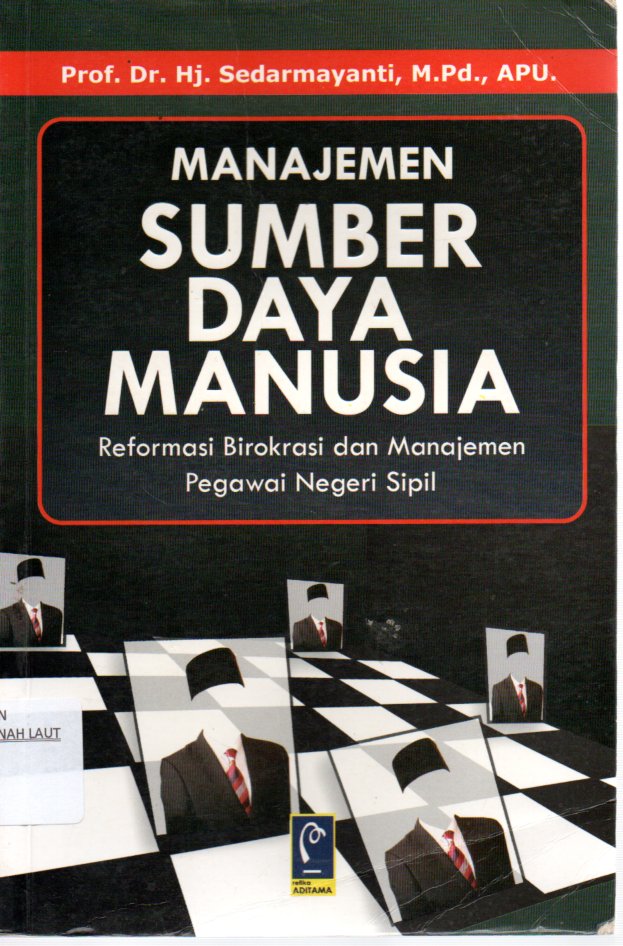 Prof. Dr. Hj. Sedarmayanti, M.Pd., APU.
MANAJEMEN
SUMBER
DAYA
MANUSIA
Reformasi Birokrasi dan Manajemen
Pegawai Negeri Sipil
N
NAH LAUT
refika
ADITAMA